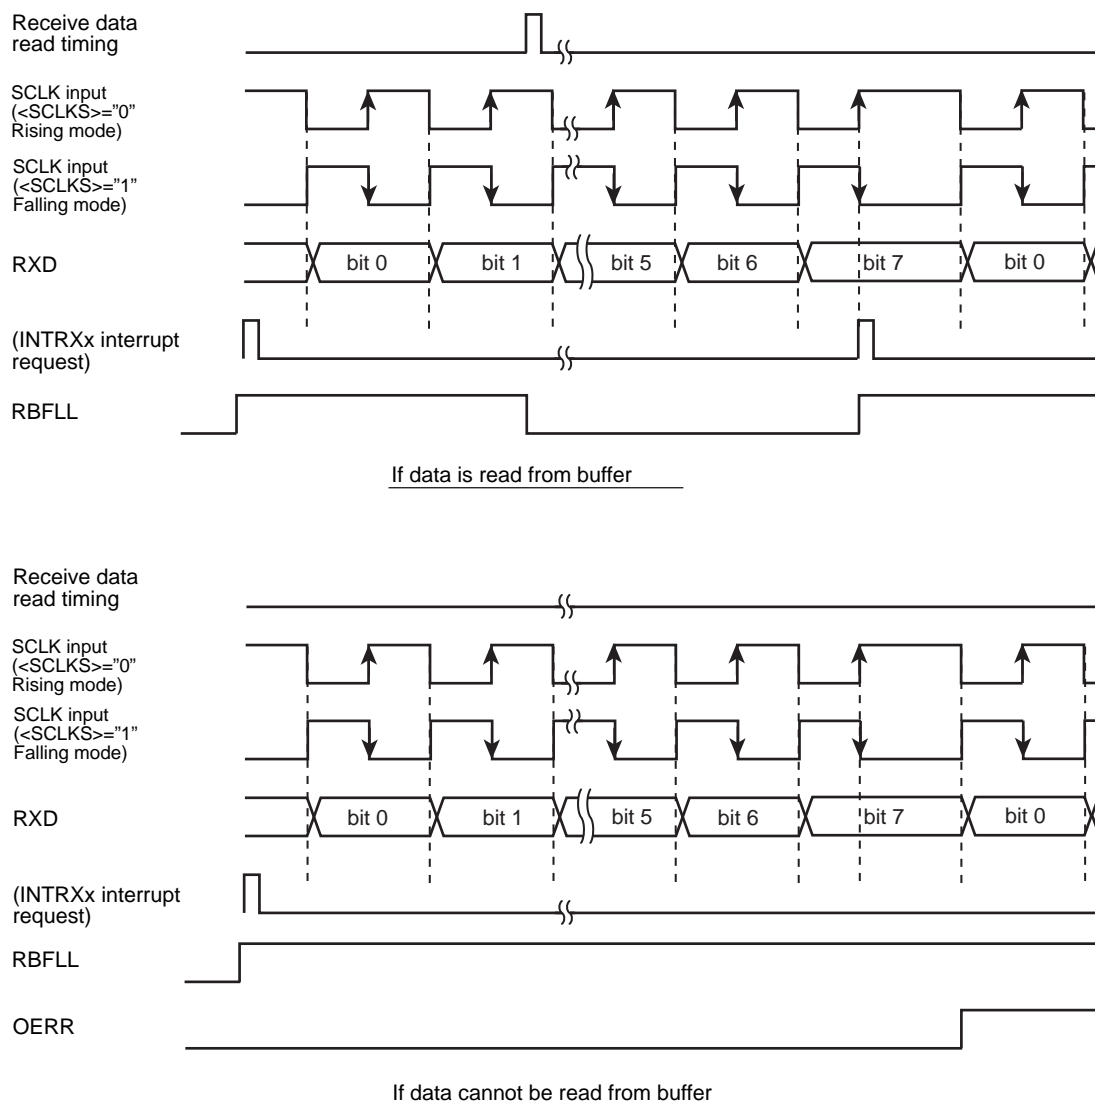 Receive data
read timing
SCLK input
(<SCLKS>="0"
Rising mode)
SCLK input
(<SCLKS>="1"
Falling mode)
RXD
bit 0
bit 1
bit 5
bit 6
bit 7
bit 0
(INTRXx interrupt
request)
RBFLL
If data is read from buffer
Receive data
read timing
SCLK input
(<SCLKS>="0"
Rising mode)
SCLK input
(<SCLKS>="1"
Falling mode)
RXD
bit 0
bit 1
bit 5
bit 6
bit 7
bit 0
(INTRXx interrupt
request)
RBFLL
OERR
If data cannot be read from buffer